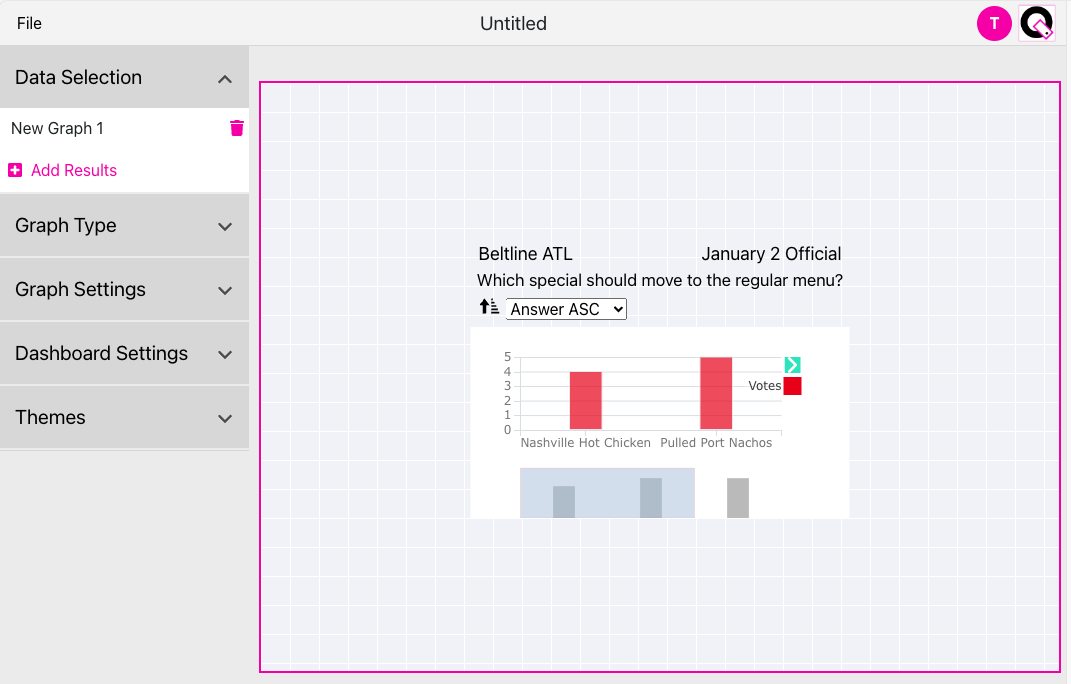 File
Untitled
T
Data Selection
New Graph 1
Add Results
Graph Type
Graph Settings
Dashboard Settings
Themes
Beltline ATL January 2 Official
Which special should move to the regular menu?
Answer ASC
5
4
3
2
1
0
Votes
Nashville Hot Chicken Pulled Port Nachos